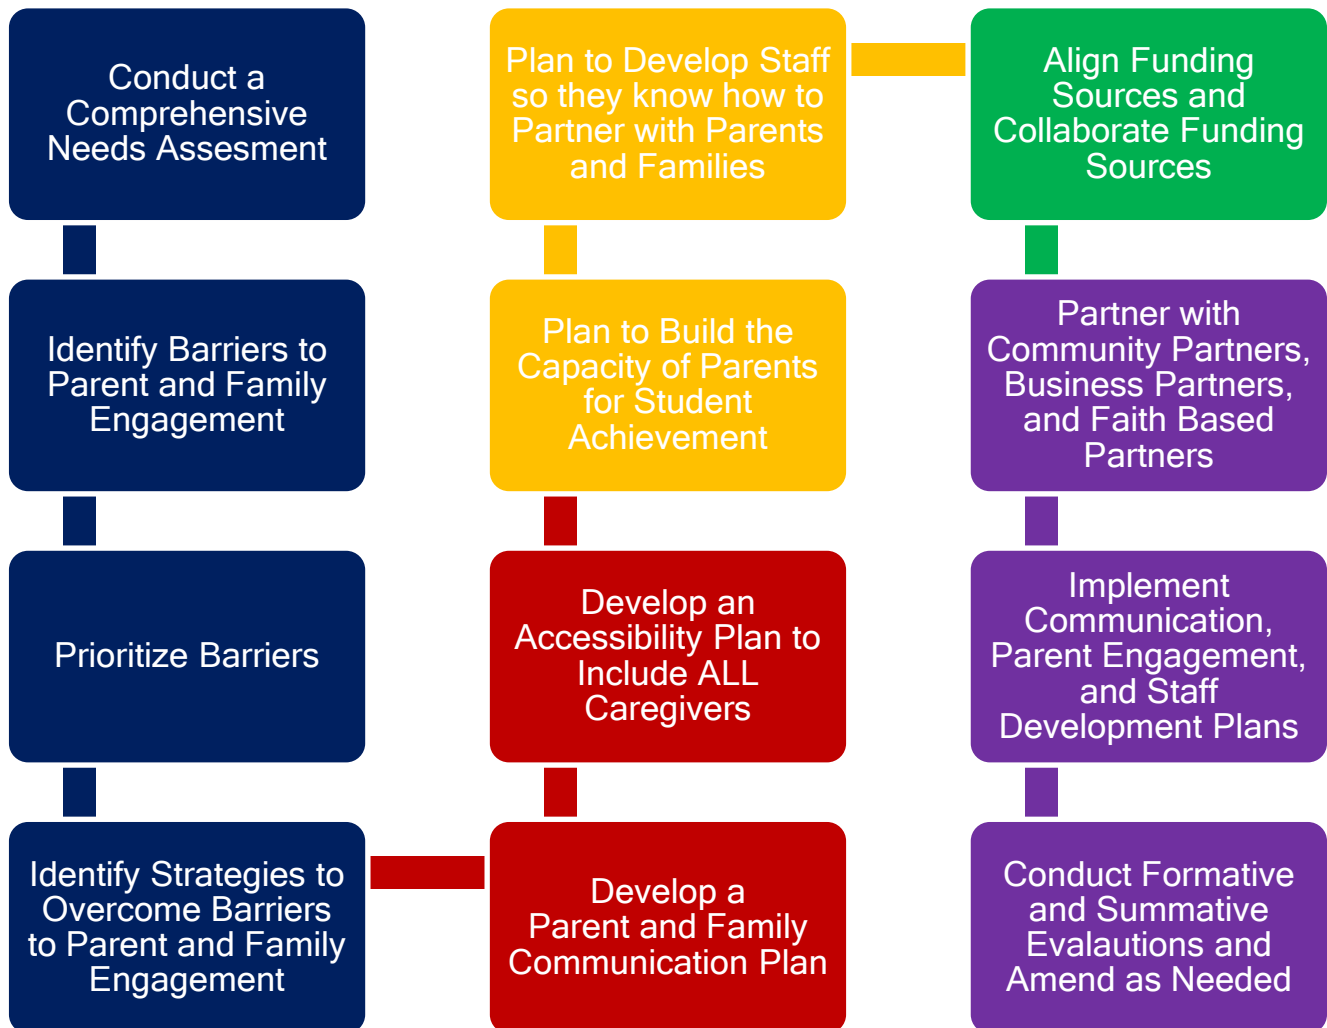 Conduct a
Comprehensive
Needs Assesment
Identify Barriers to
Parent and Family
Engagement
Prioritize Barriers
Identify Strategies to
Overcome Barriers
to Parent and Family
Engagement
Develop a
Parent and Family
Communication Plan
Develop an
Accessibility Plan to
Include ALL
Caregivers
Plan to Build the
Capacity of Parents
for Student
Achievement
Plan to Develop Staff
so they know how to
Partner with Parents
and Families
Align Funding
Sources and
Collaborate Funding
Sources
Partner with
Community Partners,
Business Partners,
and Faith Based
Partners
Implement
Communication,
Parent Engagement,
and Staff
Development Plans
Conduct Formative
and Summative
Evalautions and
Amend as Needed